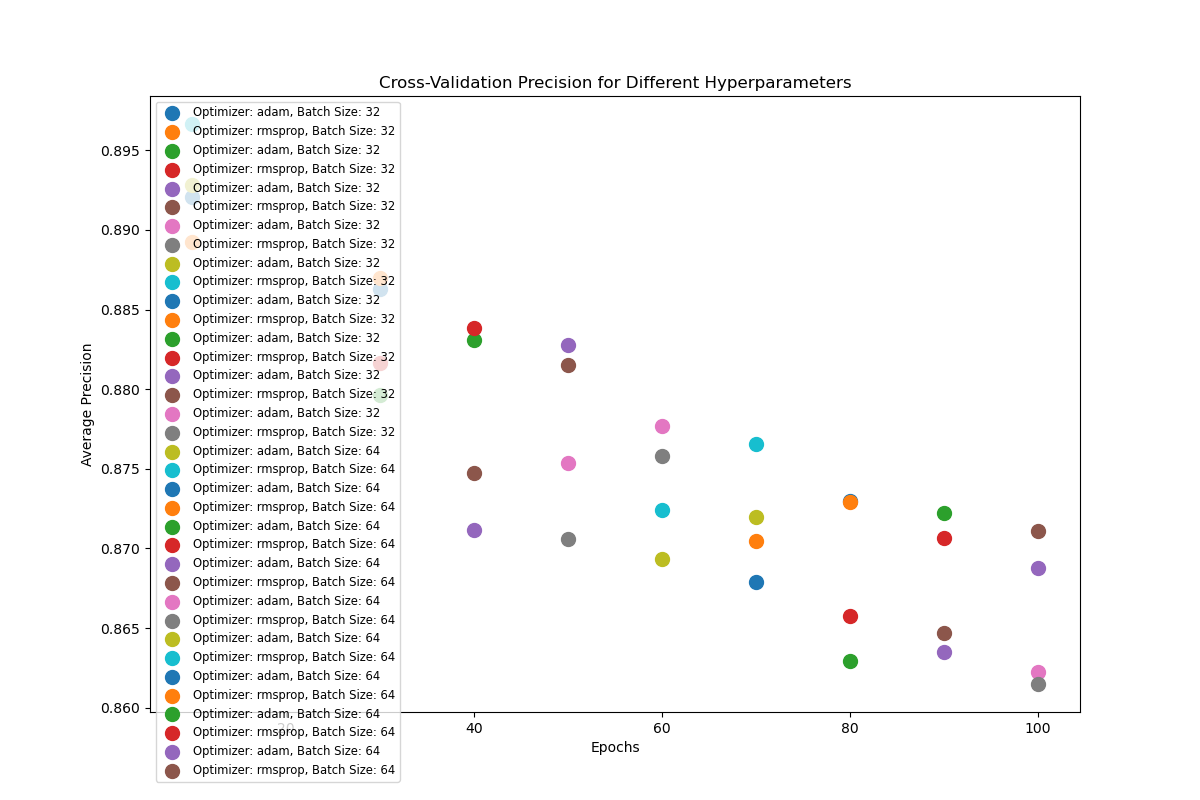 Cross-Validation Precision for Different Hyperparameters
Optimizer: adam, Batch Size: 32
Optimizer: rmsprop, Batch Size: 32
Optimizer: adam, Batch Size: 32
Optimizer: rmsprop, Batch Size: 32
Optimizer: adam, Batch Size: 32
Optimizer: rmsprop, Batch Size: 32
Optimizer: adam, Batch Size: 32
Optimizer: rmsprop, Batch Size: 32
Optimizer: adam, Batch Size: 32
Optimizer: rmsprop, Batch Size: 32
Optimizer: adam, Batch Size: 32
Optimizer: rmsprop, Batch Size: 32
Optimizer: adam, Batch Size: 32
Optimizer: rmsprop, Batch Size: 32
Optimizer: adam, Batch Size: 32
Optimizer: rmsprop, Batch Size: 32
Optimizer: adam, Batch Size: 32
Optimizer: rmsprop, Batch Size: 32
Optimizer: adam, Batch Size: 64
Optimizer: rmsprop, Batch Size: 64
Optimizer: adam, Batch Size: 64
Optimizer: rmsprop, Batch Size: 64
Optimizer: adam, Batch Size: 64
Optimizer: rmsprop, Batch Size: 64
Optimizer: adam, Batch Size: 64
Optimizer: rmsprop, Batch Size: 64
Optimizer: adam, Batch Size: 64
Optimizer: rmsprop, Batch Size: 64
Optimizer: adam, Batch Size: 64
Optimizer: rmsprop, Batch Size: 64
Optimizer: adam, Batch Size: 64
Optimizer: rmsprop, Batch Size: 64
Optimizer: adam, Batch Size: 64
Optimizer: rmsprop, Batch Size: 64
Optimizer: adam, Batch Size: 64
Optimizer: rmsprop, Batch Size: 64
0.895
0.890
0.885
0.880
0.875
0.870
0.865
0.860
Average Precision
20
40
60
80
100
Epochs